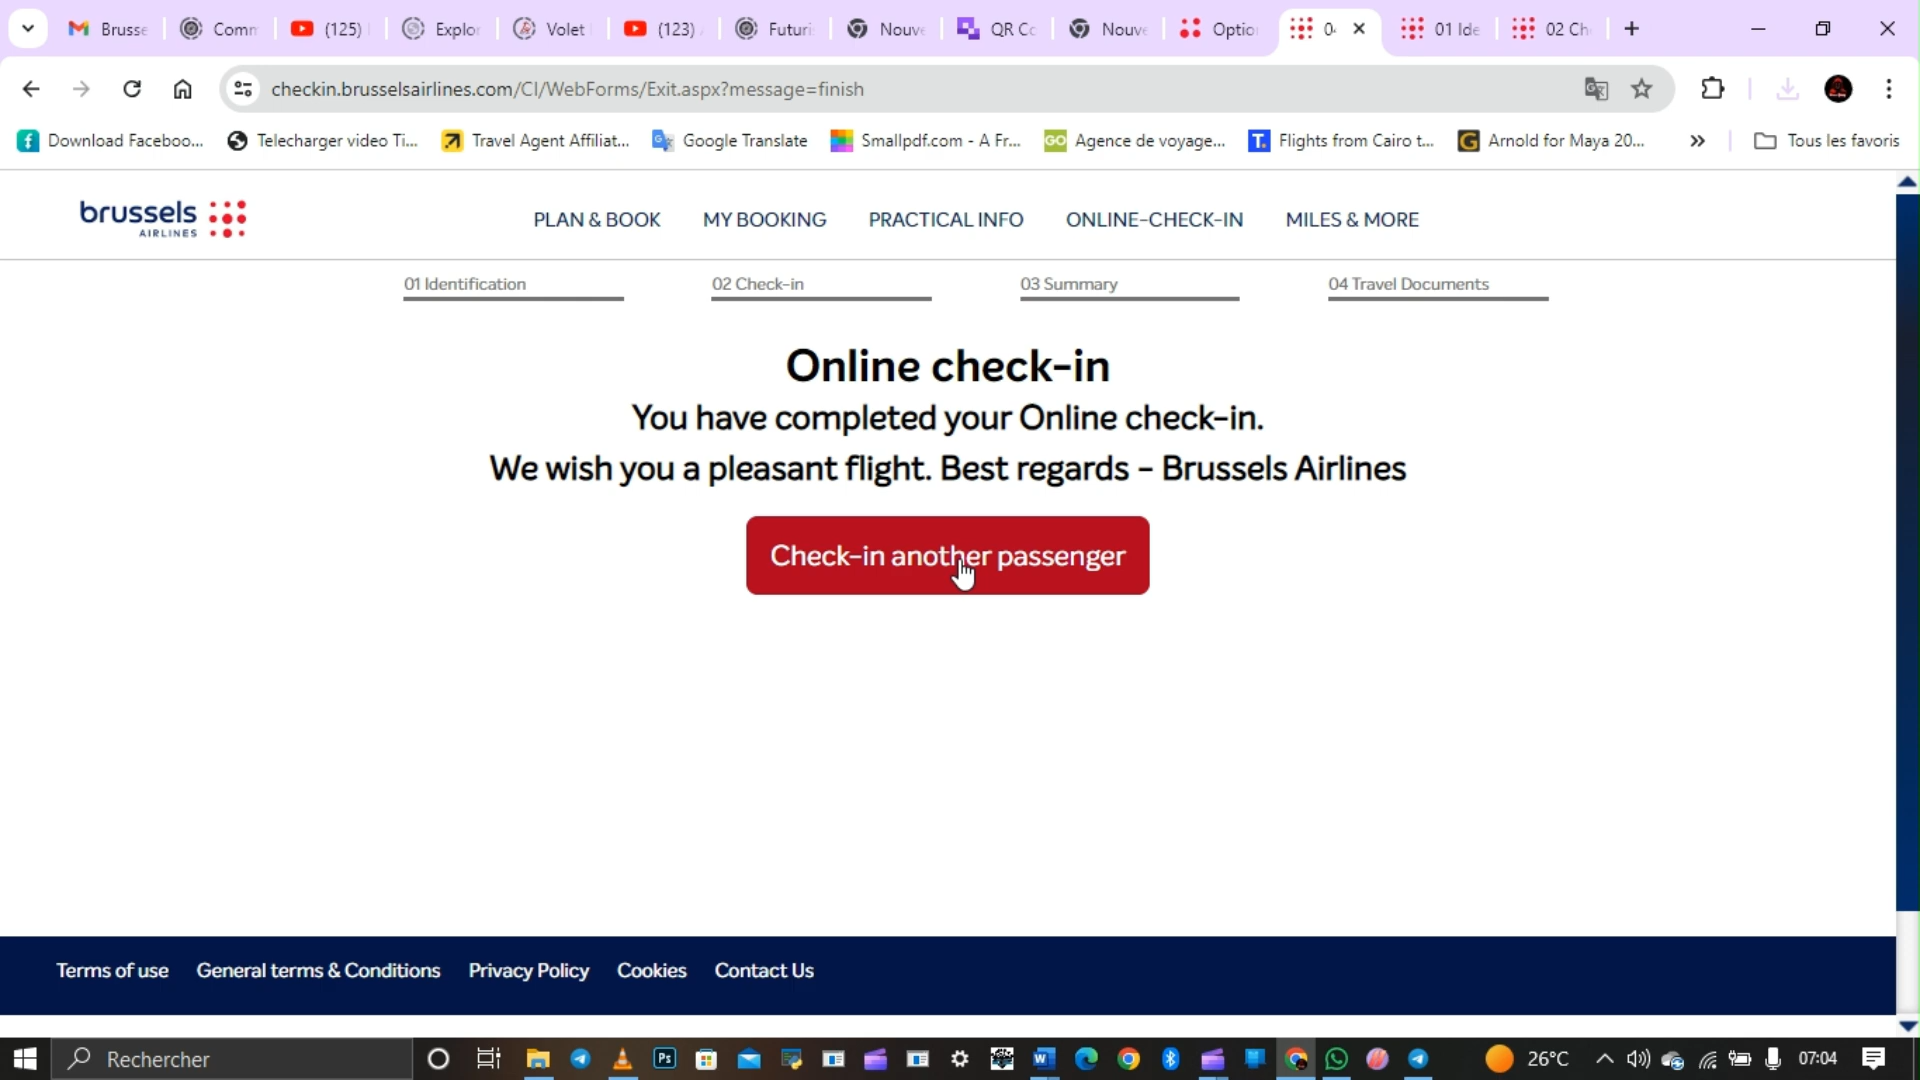 Brusse
Comm
(125)
Explor
Volet
(123)
Futuri
Nouve
QR Co
Nouve
Optio
01 Ide
02 Ch
checkin.brusselsairlines.com/CI/WebForms/Exit.aspx?message=finish
Download Faceboo...
Telecharger video Ti...
Travel Agent Affiliat...
Google Translate
Smallpdf.com - A Fr...
Agence de voyage...
Flights from Cairo t...
Arnold for Maya 20...
Tous les favoris
brussels
AIRLINES
PLAN & BOOK
MY BOOKING
PRACTICAL INFO
ONLINE-CHECK-IN
MILES & MORE
01 Identification
02 Check-in
03 Summary
04 Travel Documents
Online check-in
You have completed your Online check-in.
We wish you a pleasant flight. Best regards - Brussels Airlines
Check-in another passenger
Terms of use
General terms & Conditions
Privacy Policy
Cookies
Contact Us
Rechercher
26°C
07:04